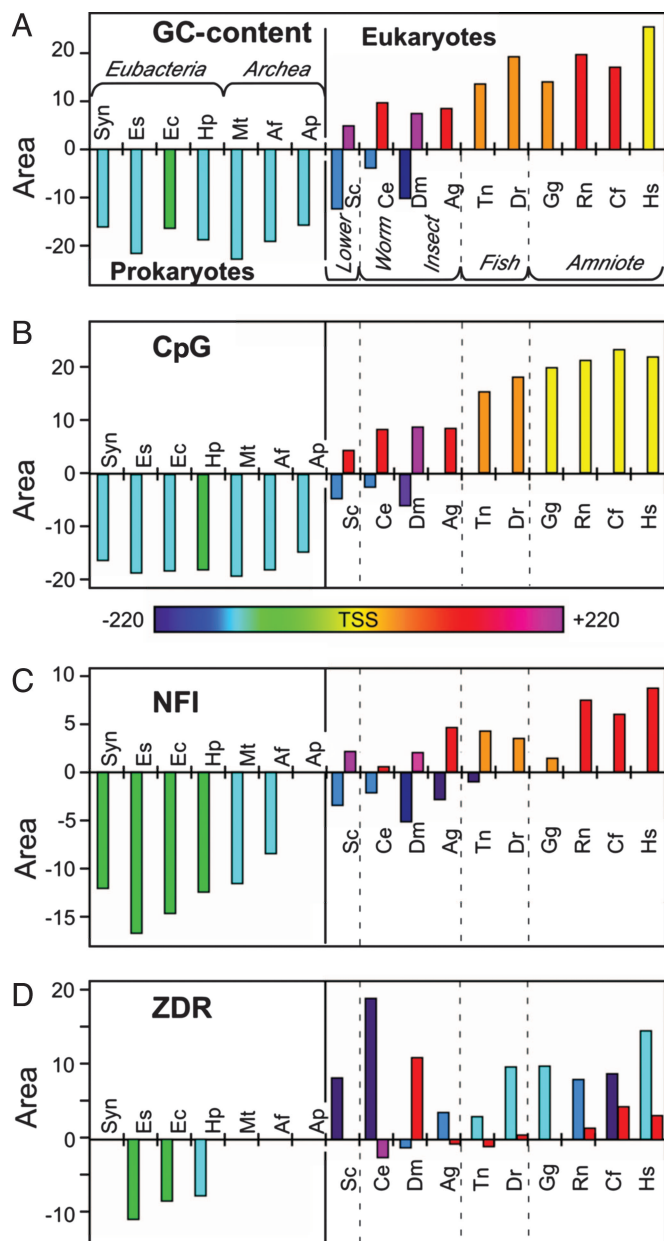 A
GC-content
Eukaryotes
Eubacteria
Archea
Syn Es Ec Hp Mt Af Ap
20
10
0
-10
-20
Area
Sc Ce Dm Ag Tn Dr Gg Rn Cf Hs
Lower Worm Insect Fish Amniote
Prokaryotes
B
CpG
Syn Es Ec Hp Mt Af Ap
20
10
0
-10
-20
Area
Sc Ce Dm Ag Tn Dr Gg Rn Cf Hs
-220 TSS +220
C
NFI
Syn Es Ec Hp Mt Af Ap
10
5
0
-5
-10
-15
Area
Sc Ce Dm Ag Tn Dr Gg Rn Cf Hs
D
ZDR
Syn Es Ec Hp Mt Af Ap
20
10
0
-10
Area
Sc Ce Dm Ag Tn Dr Gg Rn Cf Hs